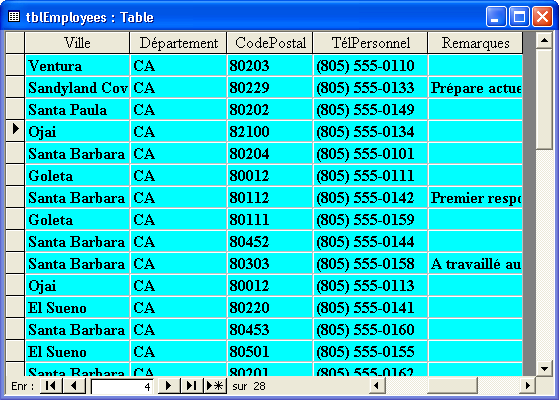 tblEmployees : Table
Ville Département CodePostal TélPersonnel Remarques
Ventura CA 80203 (805) 555-0110
Sandyland Cov CA 80229 (805) 555-0133 Prépare actue
Santa Paula CA 80202 (805) 555-0149
Ojai CA 82100 (805) 555-0134
Santa Barbara CA 80204 (805) 555-0101
Goleta CA 80012 (805) 555-0111
Santa Barbara CA 80112 (805) 555-0142 Premier respo
Goleta CA 80111 (805) 555-0159
Santa Barbara CA 80452 (805) 555-0144
Santa Barbara CA 80303 (805) 555-0158 A travaillé au
Ojai CA 80012 (805) 555-0113
El Sueno CA 80220 (805) 555-0141
Santa Barbara CA 80453 (805) 555-0160
El Sueno CA 80501 (805) 555-0155
Santa Barbara CA 80201 (805) 555-0162
Enr : 4 sur 28